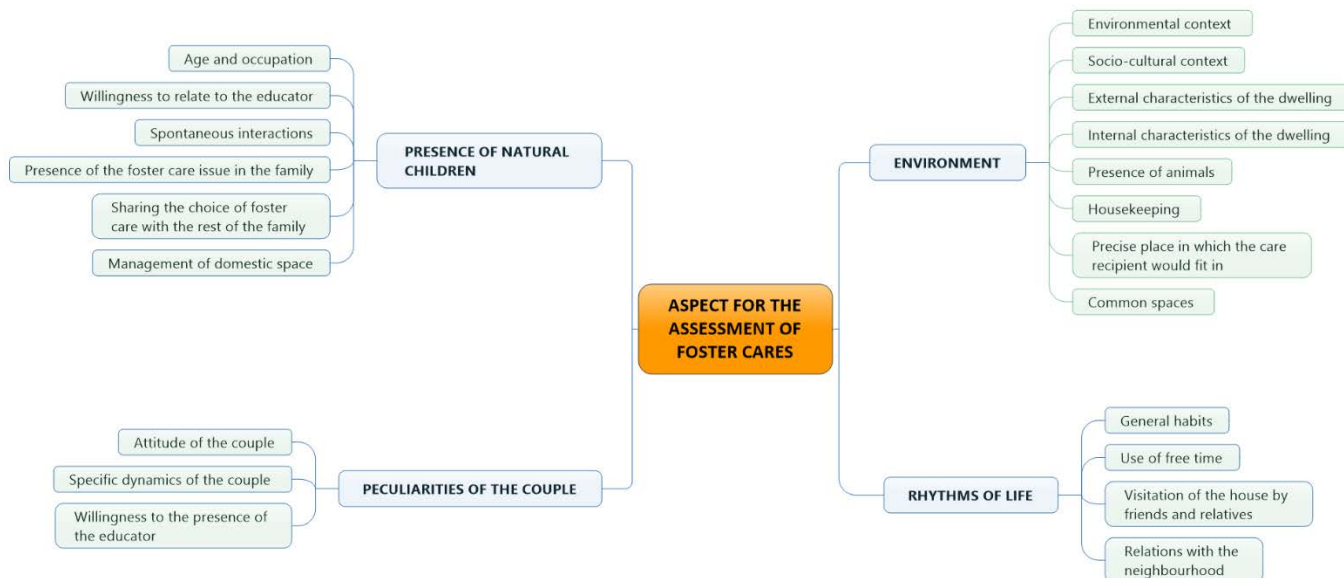 Age and occupation
Willingness to relate to the educator
Spontaneous interactions
Presence of the foster care issue in the family
Sharing the choice of foster
care with the rest of the family
Management of domestic space
PRESENCE OF NATURAL
CHILDREN
Attitude of the couple
Specific dynamics of the couple
Willingness to the presence of
the educator
PECULIARITIES OF THE COUPLE
ASPECT FOR THE
ASSESSMENT OF
FOSTER CARES
ENVIRONMENT
Environmental context
Socio-cultural context
External characteristics of the dwelling
Internal characteristics of the dwelling
Presence of animals
Housekeeping
Precise place in which the care
recipient would fit in
Common spaces
RHYTHMS OF LIFE
General habits
Use of free time
Visitation of the house by
friends and relatives
Relations with the
neighbourhood